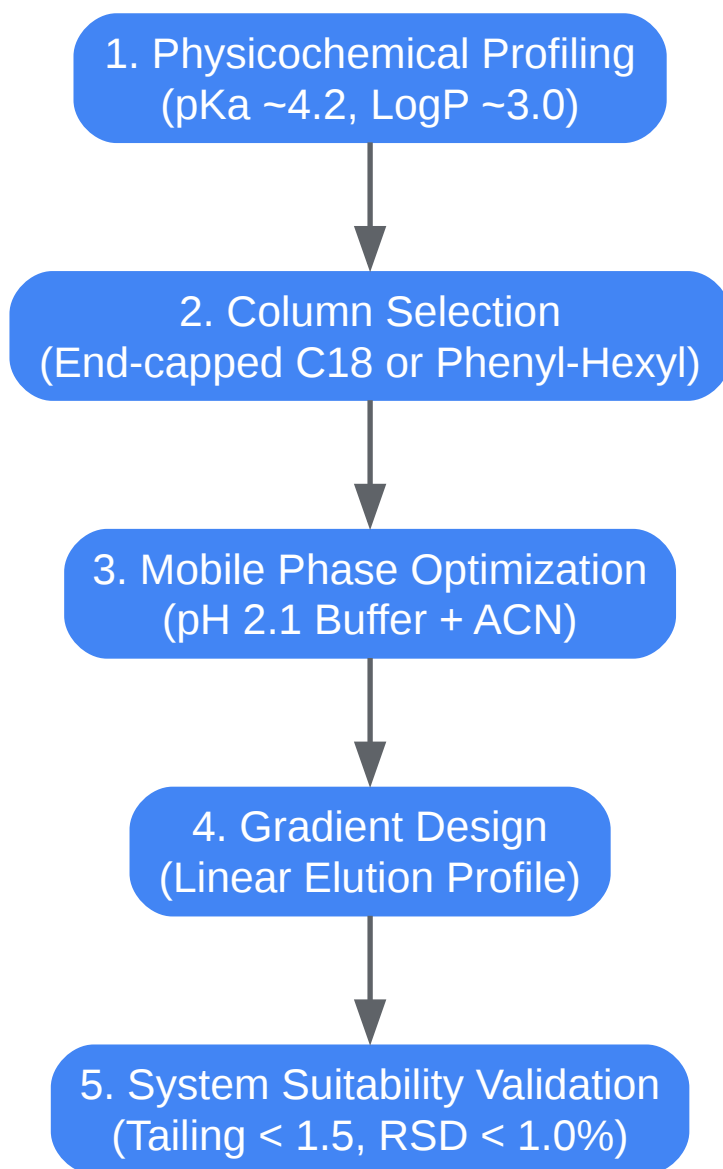 1. Physicochemical Profiling
(pKa ~4.2, LogP ~3.0)
2. Column Selection
(End-capped C18 or Phenyl-Hexyl)
3. Mobile Phase Optimization
(pH 2.1 Buffer + ACN)
4. Gradient Design
(Linear Elution Profile)
5. System Suitability Validation
(Tailing < 1.5, RSD < 1.0%)